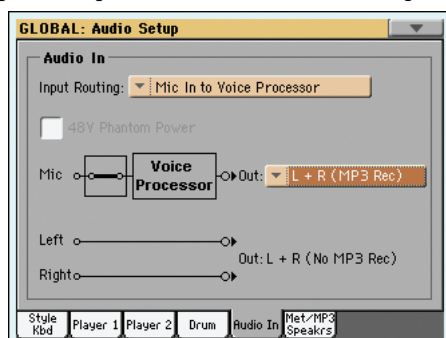 GLOBAL: Audio Setup
Audio In
Input Routing: Mic In to Voice Processor
48V Phantom Power
Mic
Voice
Processor
Out: L + R (MP3 Rec)
Left
Out: L + R (No MP3 Rec)
Right
Style
Kbd
Player 1
Player 2
Drum
Audio In
Met/MP3
Speakrs